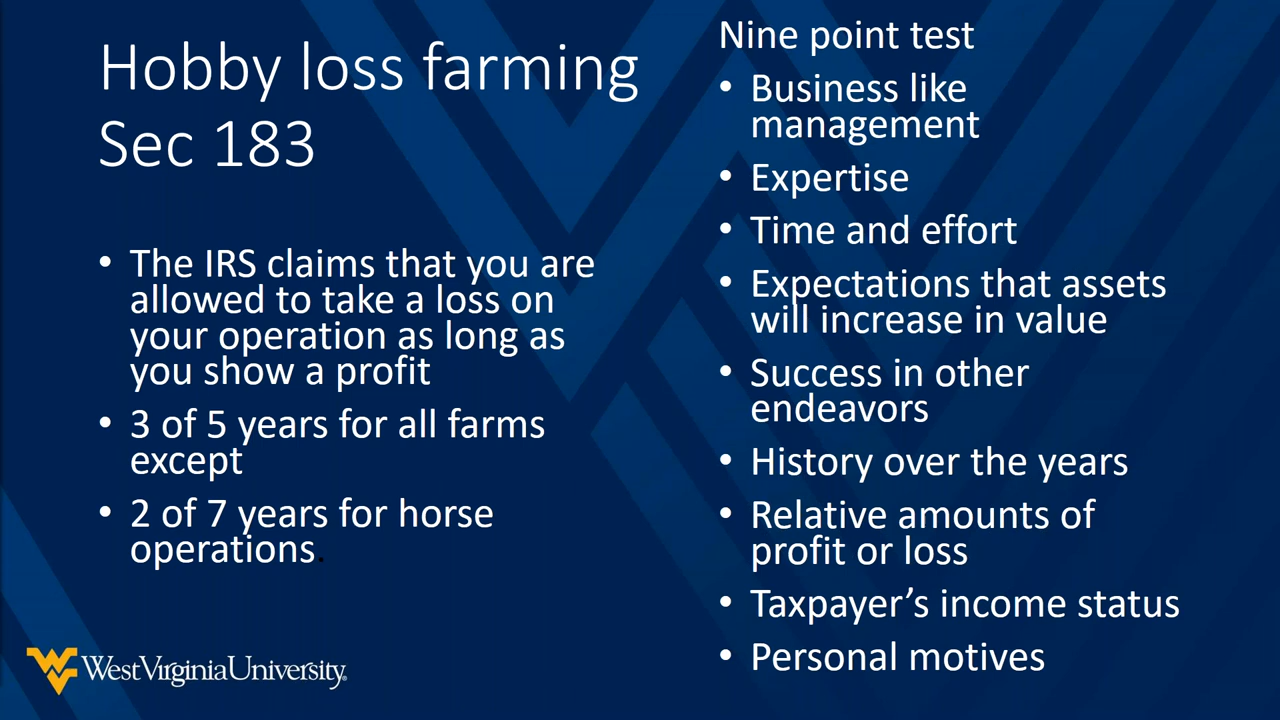 Hobby loss farming
Sec 183
• The IRS claims that you are
allowed to take a loss on
your operation as long as
you show a profit
• 3 of 5 years for all farms
except
• 2 of 7 years for horse
operations.
Nine point test
• Business like
management
• Expertise
• Time and effort
• Expectations that assets
will increase in value
• Success in other
endeavors
• History over the years
• Relative amounts of
profit or loss
• Taxpayer’s income status
• Personal motives
WestVirginiaUniversity®